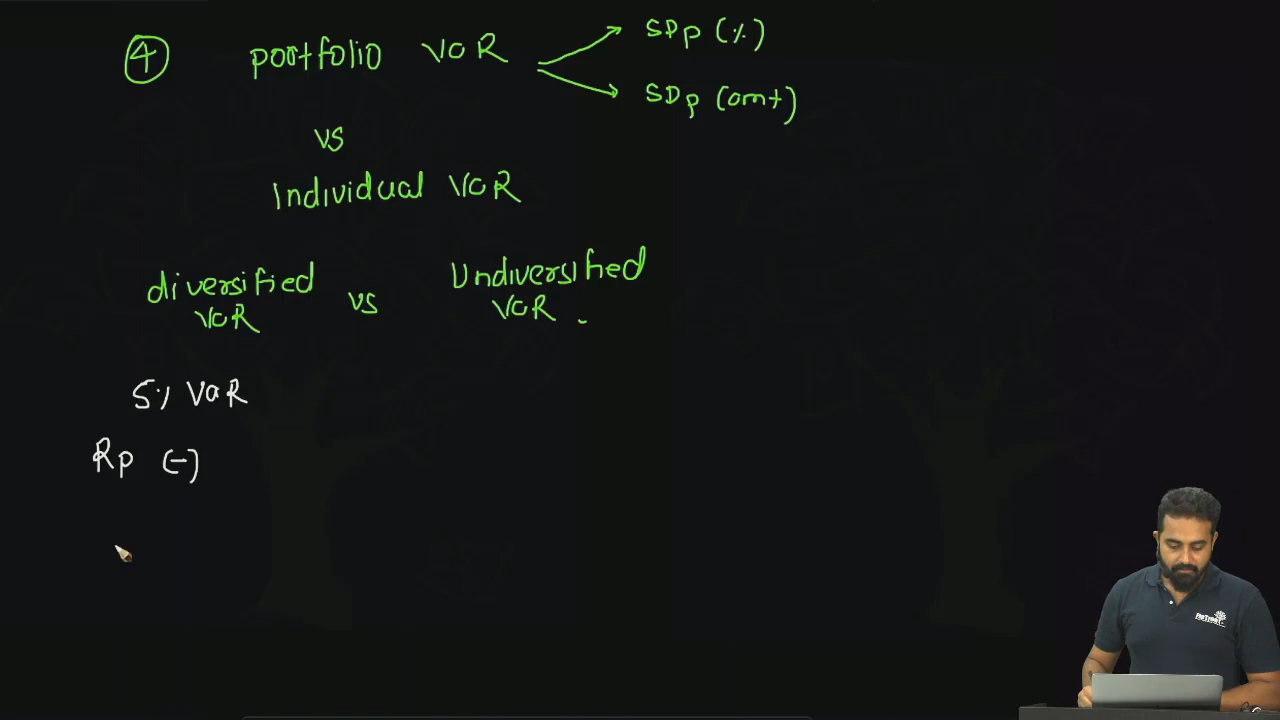 ④ portfolio VaR → SDp (%)
→ SDp (amt)
vs
Individual VaR
diversified VaR vs Undiversified VaR.
5% VaR
Rp (-)